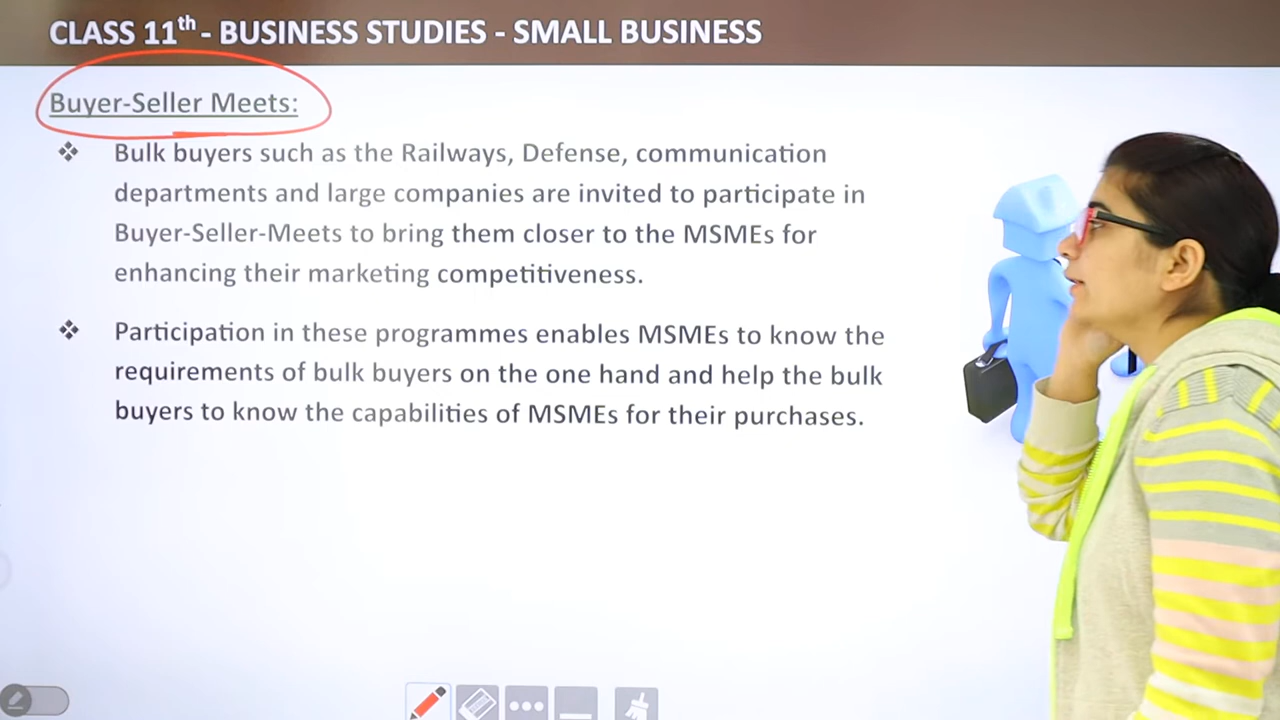 CLASS 11th - BUSINESS STUDIES - SMALL BUSINESS
Buyer-Seller Meets:
Bulk buyers such as the Railways, Defense, communication
departments and large companies are invited to participate in
Buyer-Seller-Meets to bring them closer to the MSMEs for
enhancing their marketing competitiveness.
Participation in these programmes enables MSMEs to know the
requirements of bulk buyers on the one hand and help the bulk
buyers to know the capabilities of MSMEs for their purchases.